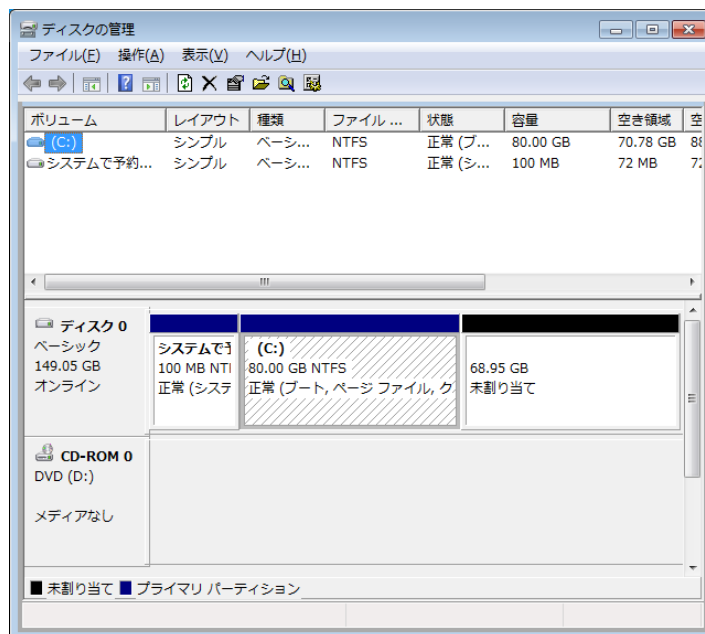 ディスクの管理
ファイル(F) 操作(A) 表示(V) ヘルプ(H)
ボリューム レイアウト 種類 ファイル ... 状態 容量 空き領域 空
(C:) シンプル ベーシ... NTFS 正常 (ブ... 80.00 GB 70.78 GB 88
システムで予約... シンプル ベーシ... NTFS 正常 (シ... 100 MB 72 MB 72
ディスク 0
ベーシック
149.05 GB
オンライン
システムで
100 MB NT
正常 (システ
(C:)
80.00 GB NTFS
正常 (ブート, ページ ファイル, ク
68.95 GB
未割り当て
CD-ROM 0
DVD (D:)
メディアなし
未割り当て プライマリ パーティション